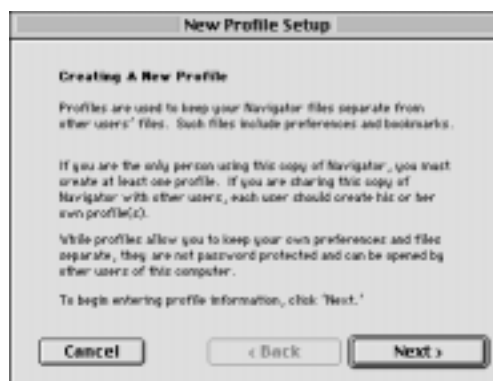 New Profile Setup
Creating A New Profile
Profiles are used to keep your Navigator files separate from
other users' files. Such files include preferences and bookmarks.
If you are the only person using this copy of Navigator, you must
create at least one profile. If you are sharing this copy of
Navigator with other users, each user should create his or her
own profile(s).
While profiles allow you to keep your own preferences and files
separate, they are not password protected and can be opened by
other users of this computer.
To begin entering profile information, click 'Next.'
Cancel
‹ Back
Next ›